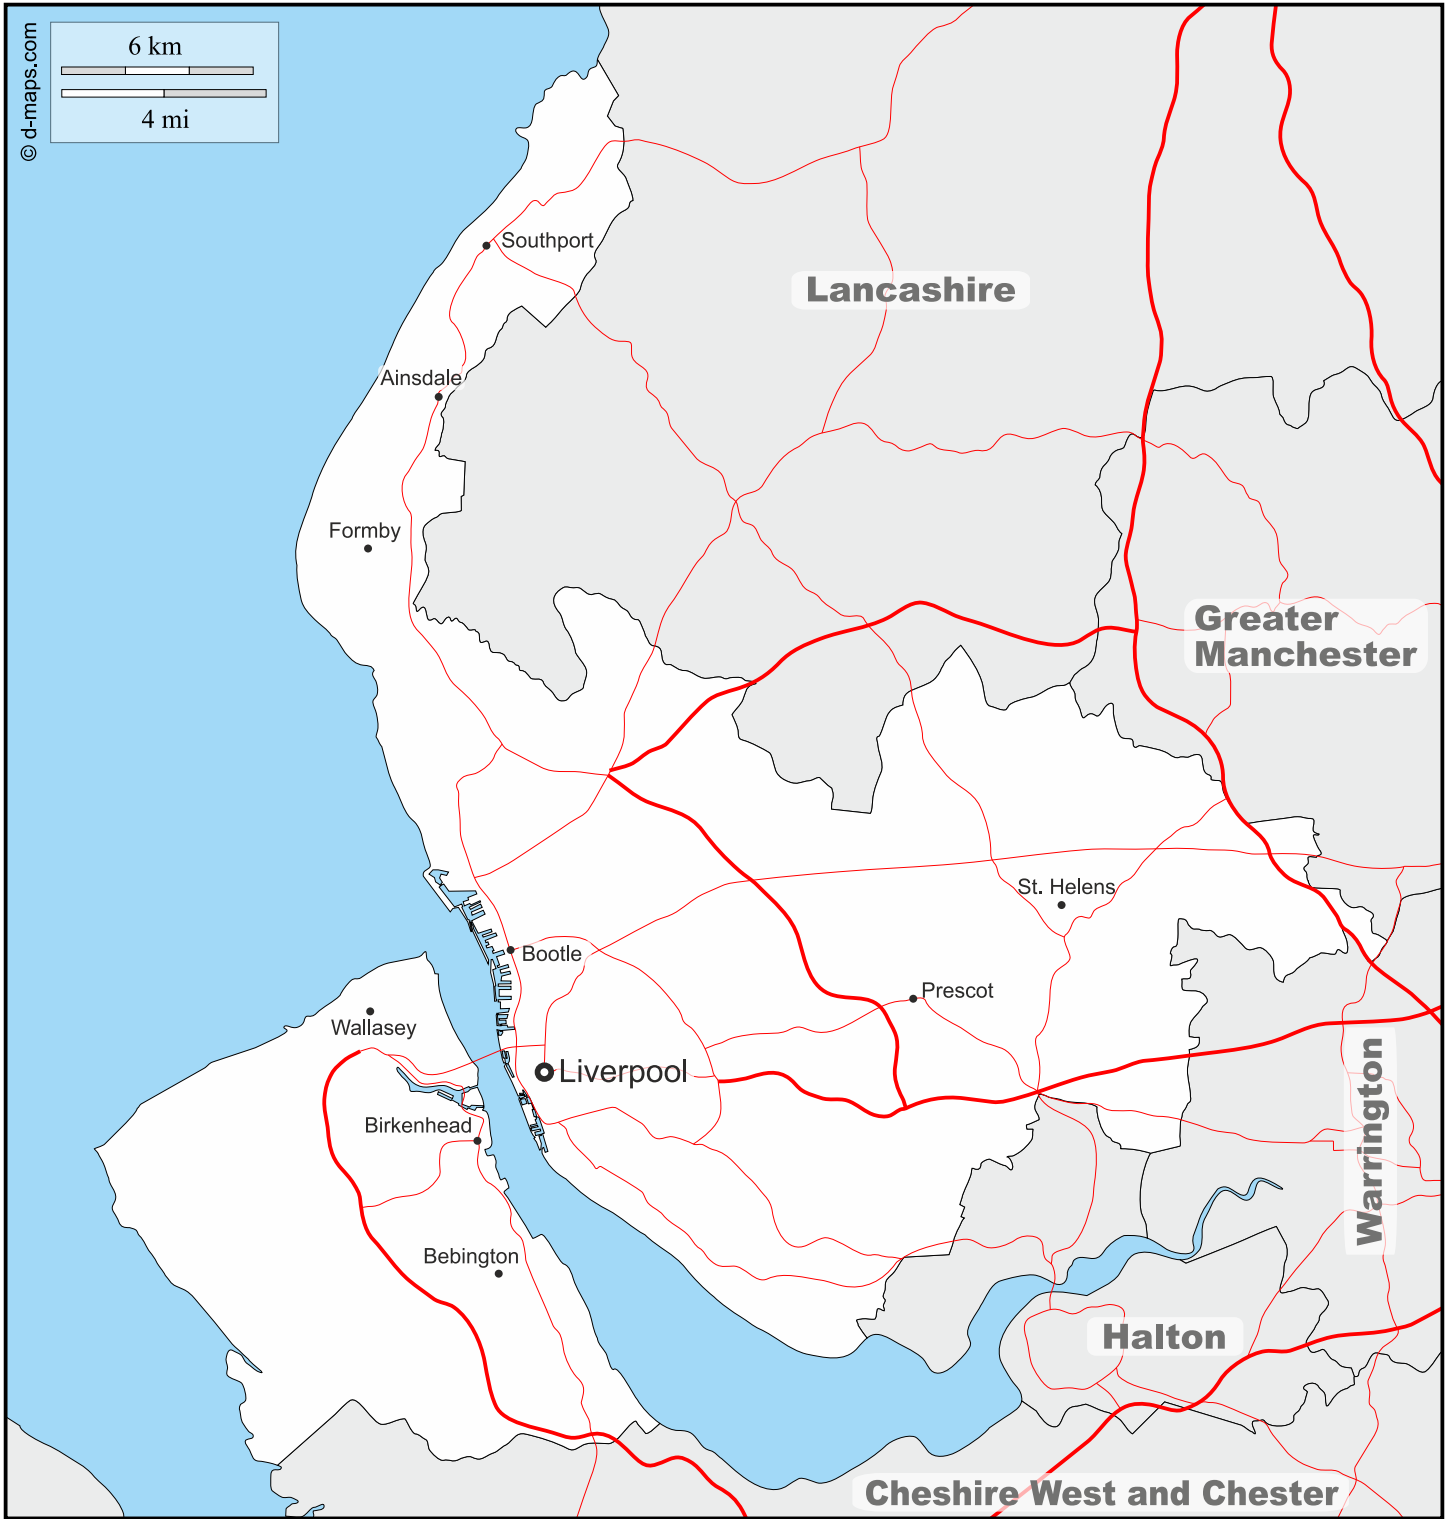 © d-maps.com
6 km
4 mi
Southport
Lancashire
Ainsdale
Formby
Greater
Manchester
St. Helens
Bootle
Prescot
Wallasey
Liverpool
Birkenhead
Warrington
Bebington
Halton
Cheshire West and Chester